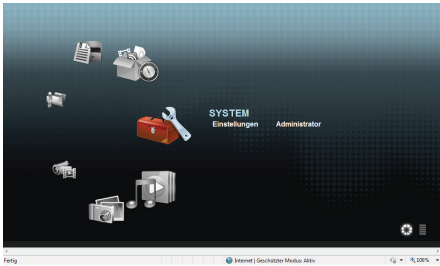 SYSTEM
Einstellungen Administrator
Fertig Internet | Geschützter Modus: Aktiv 100%